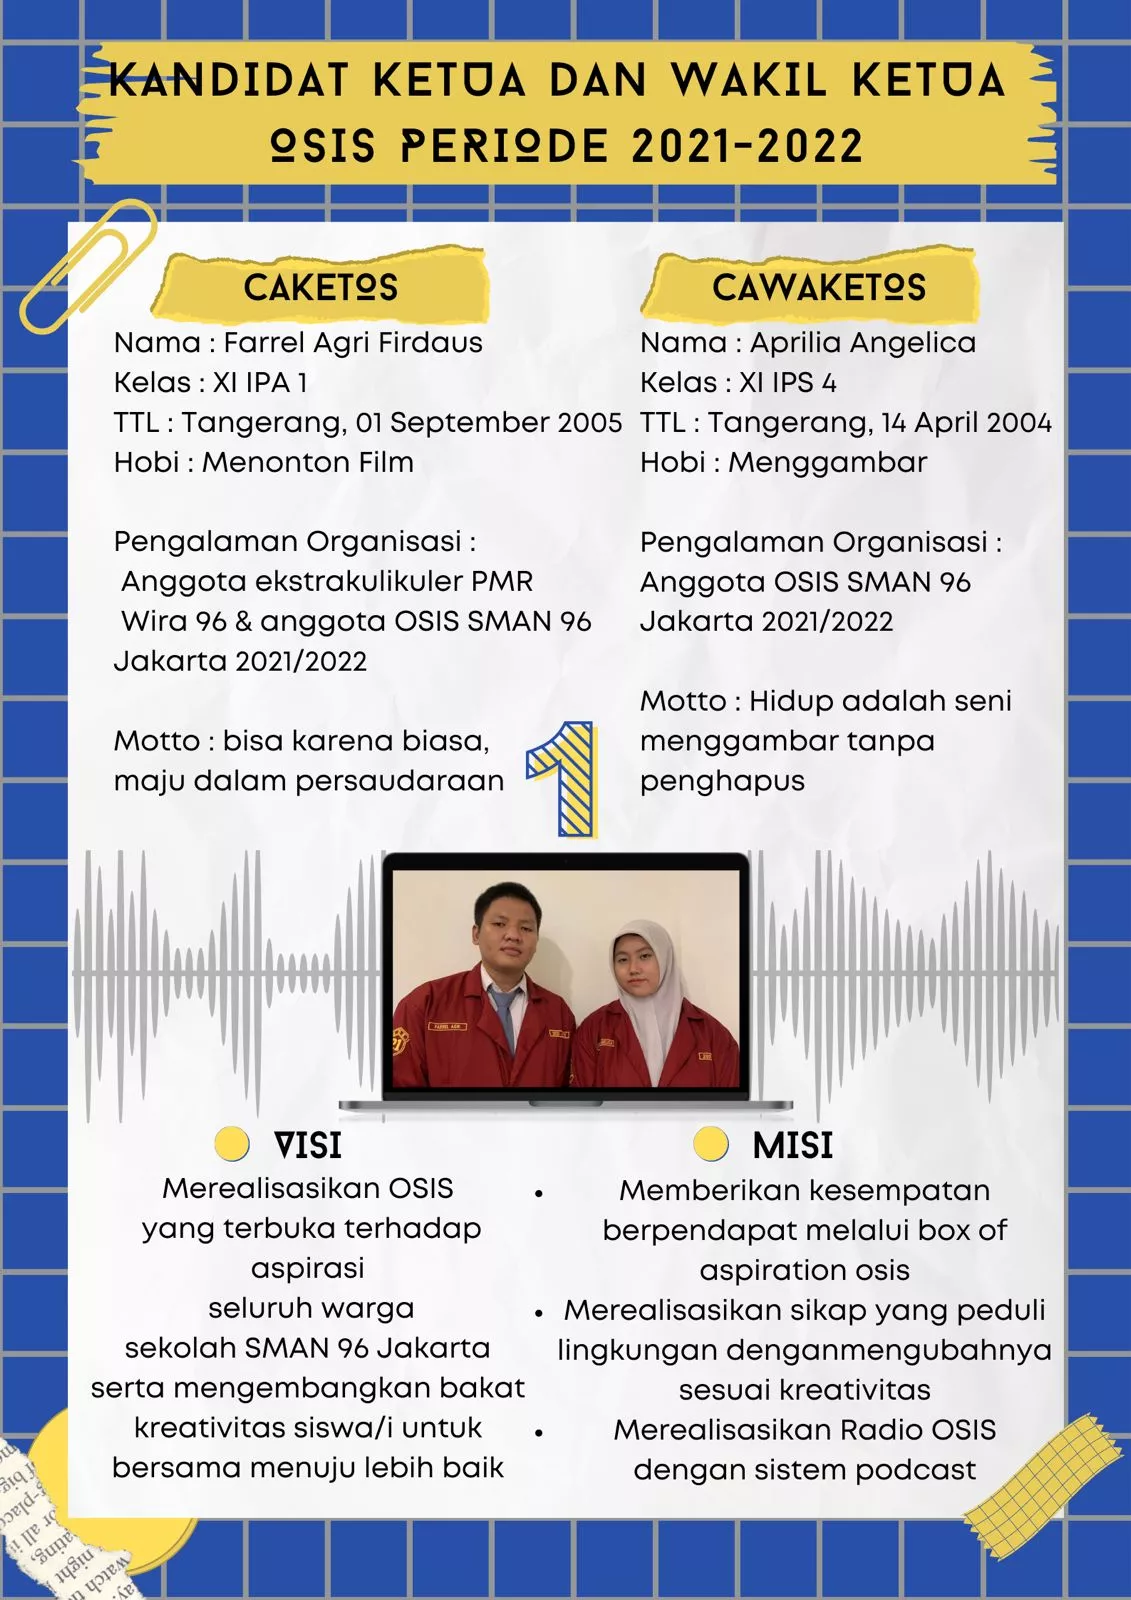 KANDIDAT KETUA DAN WAKIL KETUA
OSIS PERIODE 2021-2022
CAKETOS
Nama : Farrel Agri Firdaus
Kelas : XI IPA 1
TTL : Tangerang, 01 September 2005
Hobi : Menonton Film
Pengalaman Organisasi :
Anggota ekstrakulikuler PMR
Wira 96 & anggota OSIS SMAN 96
Jakarta 2021/2022
Motto : bisa karena biasa,
maju dalam persaudaraan
CAWAKETOS
Nama : Aprilia Angelica
Kelas : XI IPS 4
TTL : Tangerang, 14 April 2004
Hobi : Menggambar
Pengalaman Organisasi :
Anggota OSIS SMAN 96
Jakarta 2021/2022
Motto : Hidup adalah seni
menggambar tanpa
penghapus
1
FARREL AGRI
VISI
Merealisasikan OSIS
yang terbuka terhadap
aspirasi
seluruh warga
sekolah SMAN 96 Jakarta
serta mengembangkan bakat
kreativitas siswa/i untuk
bersama menuju lebih baik
MISI
• Memberikan kesempatan
berpendapat melalui box of
aspiration osis
• Merealisasikan sikap yang peduli
lingkungan denganmengubahnya
sesuai kreativitas
• Merealisasikan Radio OSIS
dengan sistem podcast